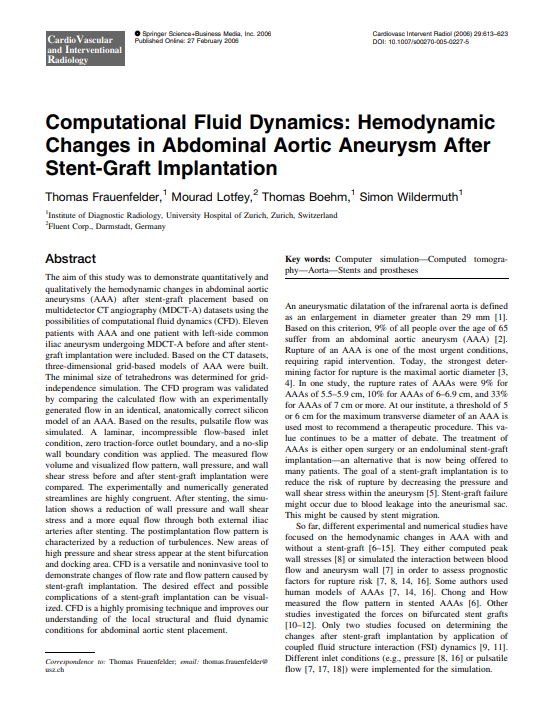 CardioVascular
and Interventional
Radiology
Springer Science+Business Media, Inc. 2006
Published Online: 27 February 2006
Cardiovasc Intervent Radiol (2006) 29:613–623
DOI: 10.1007/s00270-005-0227-5
Computational Fluid Dynamics: Hemodynamic
Changes in Abdominal Aortic Aneurysm After
Stent-Graft Implantation
Thomas Frauenfelder,1 Mourad Lotfey,2 Thomas Boehm,1 Simon Wildermuth1
1Institute of Diagnostic Radiology, University Hospital of Zurich, Zurich, Switzerland
2Fluent Corp., Darmstadt, Germany
Abstract
The aim of this study was to demonstrate quantitatively and
qualitatively the hemodynamic changes in abdominal aortic
aneurysms (AAA) after stent-graft placement based on
multidetector CT angiography (MDCT-A) datasets using the
possibilities of computational fluid dynamics (CFD). Eleven
patients with AAA and one patient with left-side common
iliac aneurysm undergoing MDCT-A before and after stent-
graft implantation were included. Based on the CT datasets,
three-dimensional grid-based models of AAA were built.
The minimal size of tetrahedrons was determined for grid-
independence simulation. The CFD program was validated
by comparing the calculated flow with an experimentally
generated flow in an identical, anatomically correct silicon
model of an AAA. Based on the results, pulsatile flow was
simulated. A laminar, incompressible flow-based inlet
condition, zero traction-force outlet boundary, and a no-slip
wall boundary condition was applied. The measured flow
volume and visualized flow pattern, wall pressure, and wall
shear stress before and after stent-graft implantation were
compared. The experimentally and numerically generated
streamlines are highly congruent. After stenting, the simu-
lation shows a reduction of wall pressure and wall shear
stress and a more equal flow through both external iliac
arteries after stenting. The postimplantation flow pattern is
characterized by a reduction of turbulences. New areas of
high pressure and shear stress appear at the stent bifurcation
and docking area. CFD is a versatile and noninvasive tool to
demonstrate changes of flow rate and flow pattern caused by
stent-graft implantation. The desired effect and possible
complications of a stent-graft implantation can be visual-
ized. CFD is a highly promising technique and improves our
understanding of the local structural and fluid dynamic
conditions for abdominal aortic stent placement.
Correspondence to: Thomas Frauenfelder; email: thomas.frauenfelder@
usz.ch
Key words: Computer simulation—Computed tomogra-
phy—Aorta—Stents and prostheses
An aneurysmatic dilatation of the infrarenal aorta is defined
as an enlargement in diameter greater than 29 mm [1].
Based on this criterion, 9% of all people over the age of 65
suffer from an abdominal aortic aneurysm (AAA) [2].
Rupture of an AAA is one of the most urgent conditions,
requiring rapid intervention. Today, the strongest deter-
mining factor for rupture is the maximal aortic diameter [3,
4]. In one study, the rupture rates of AAAs were 9% for
AAAs of 5.5–5.9 cm, 10% for AAAs of 6–6.9 cm, and 33%
for AAAs of 7 cm or more. At our institute, a threshold of 5
or 6 cm for the maximum transverse diameter of an AAA is
used most to recommend a therapeutic procedure. This va-
lue continues to be a matter of debate. The treatment of
AAAs is either open surgery or an endoluminal stent-graft
implantation—an alternative that is now being offered to
many patients. The goal of a stent-graft implantation is to
reduce the risk of rupture by decreasing the pressure and
wall shear stress within the aneurysm [5]. Stent-graft failure
might occur due to blood leakage into the aneurismal sac.
This might be caused by stent migration.
So far, different experimental and numerical studies have
focused on the hemodynamic changes in AAA with and
without a stent-graft [6–15]. They either computed peak
wall stresses [8] or simulated the interaction between blood
flow and aneurysm wall [7] in order to assess prognostic
factors for rupture risk [7, 8, 14, 16]. Some authors used
human models of AAAs [7, 14, 16]. Chong and How
measured the flow pattern in stented AAAs [6]. Other
studies investigated the forces on bifurcated stent grafts
[10–12]. Only two studies focused on determining the
changes after stent-graft implantation by application of
coupled fluid structure interaction (FSI) dynamics [9, 11].
Different inlet conditions (e.g., pressure [8, 16] or pulsatile
flow [7, 17, 18]) were implemented for the simulation.